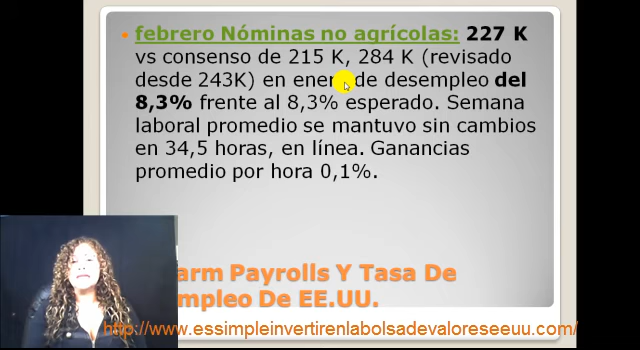 febrero Nóminas no agrícolas: 227 K
vs consenso de 215 K, 284 K (revisado
desde 243K) en enero de desempleo del
8,3% frente al 8,3% esperado. Semana
laboral promedio se mantuvo sin cambios
en 34,5 horas, en línea. Ganancias
promedio por hora 0,1%.
arm Payrolls Y Tasa De
mpleo De EE.UU.
http://www.essimpleinvertirenlabolsadevaloreseeuu.com/